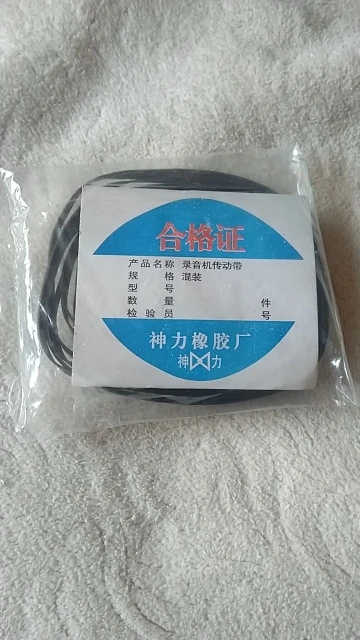 合格证
产品名称 录音机传动带
规格 混装
型号
数量 件
检验员 号
神力橡胶厂
神力